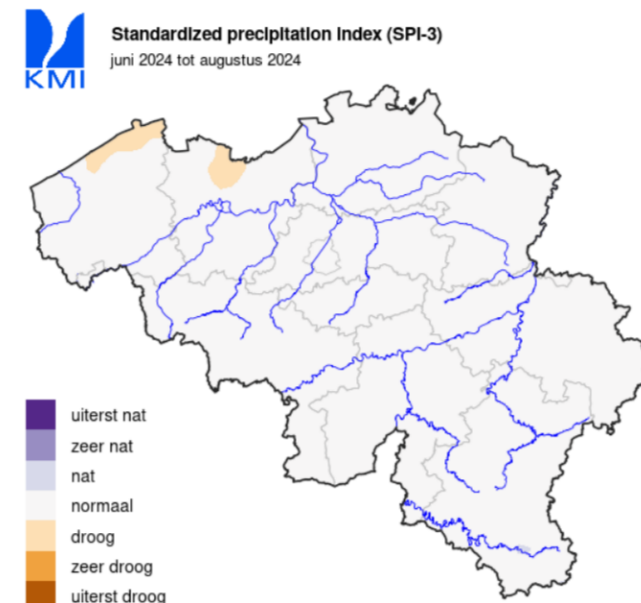 Standardized precipitation index (SPI-3)
juni 2024 tot augustus 2024
KMI
uiterst nat
zeer nat
nat
normaal
droog
zeer droog
uiterst droog